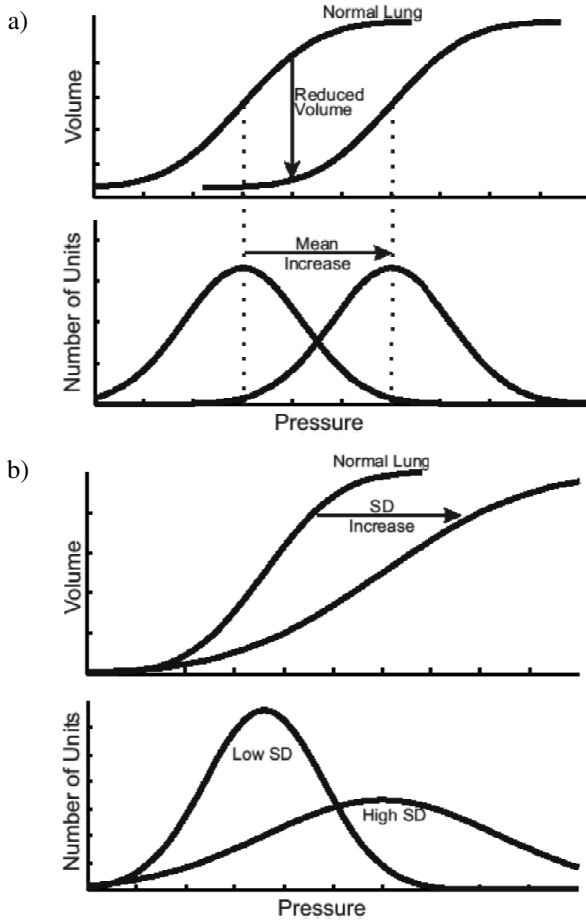 a)
Normal Lung
Volume
Reduced
Volume
Mean
Increase
Number of Units
Pressure
b)
Normal Lung
Volume
SD
Increase
Number of Units
Low SD
High SD
Pressure